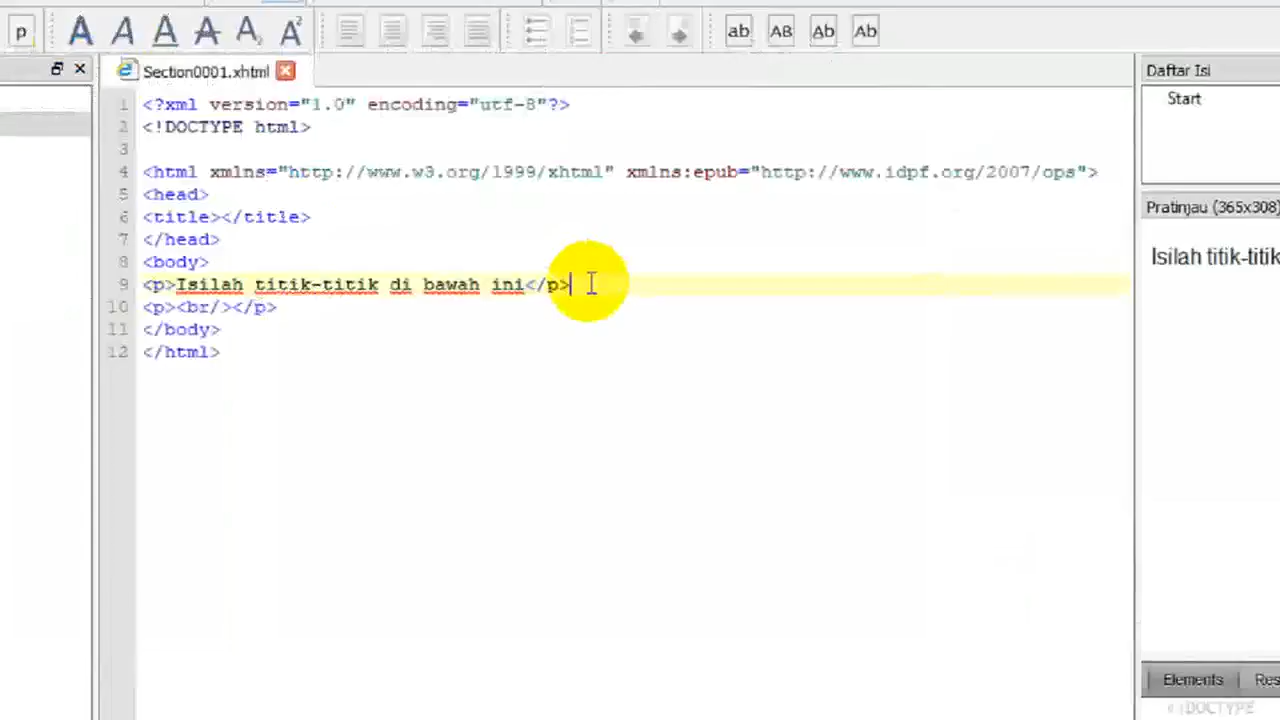 p A A A A A A² ab AB Ab Ab
Section0001.xhtml
1 <?xml version="1.0" encoding="utf-8"?>
2 <!DOCTYPE html>
3
4 <html xmlns="http://www.w3.org/1999/xhtml" xmlns:epub="http://www.idpf.org/2007/ops">
5 <head>
6 <title></title>
7 </head>
8 <body>
9 <p>Isilah titik-titik di bawah ini</p>
10 <p><br/></p>
11 </body>
12 </html>
Daftar Isi
Start
Pratinjau (365x308)
Isilah titik-titik
Elements
Res
<!DOCTYPE